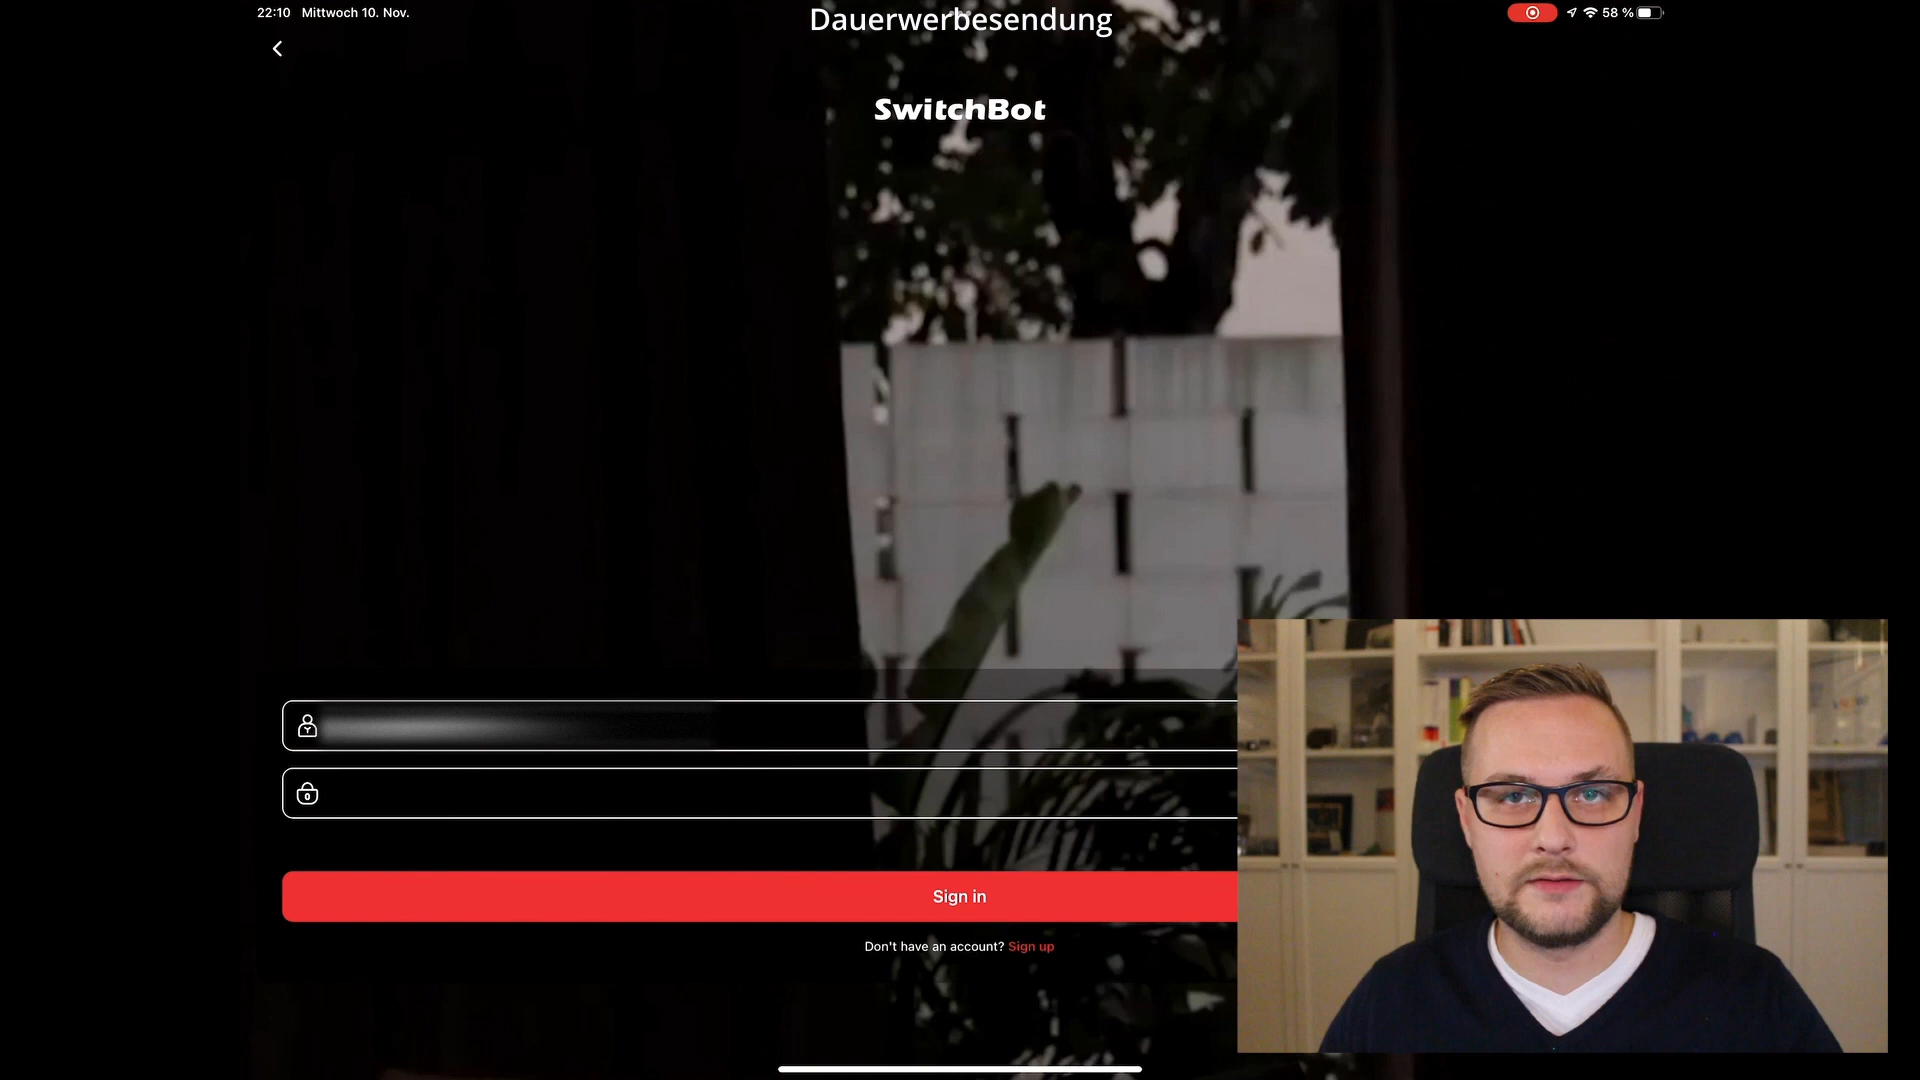 22:10 Mittwoch 10. Nov.
Dauerwerbesendung
58 %
SwitchBot
Sign in
Don't have an account? Sign up